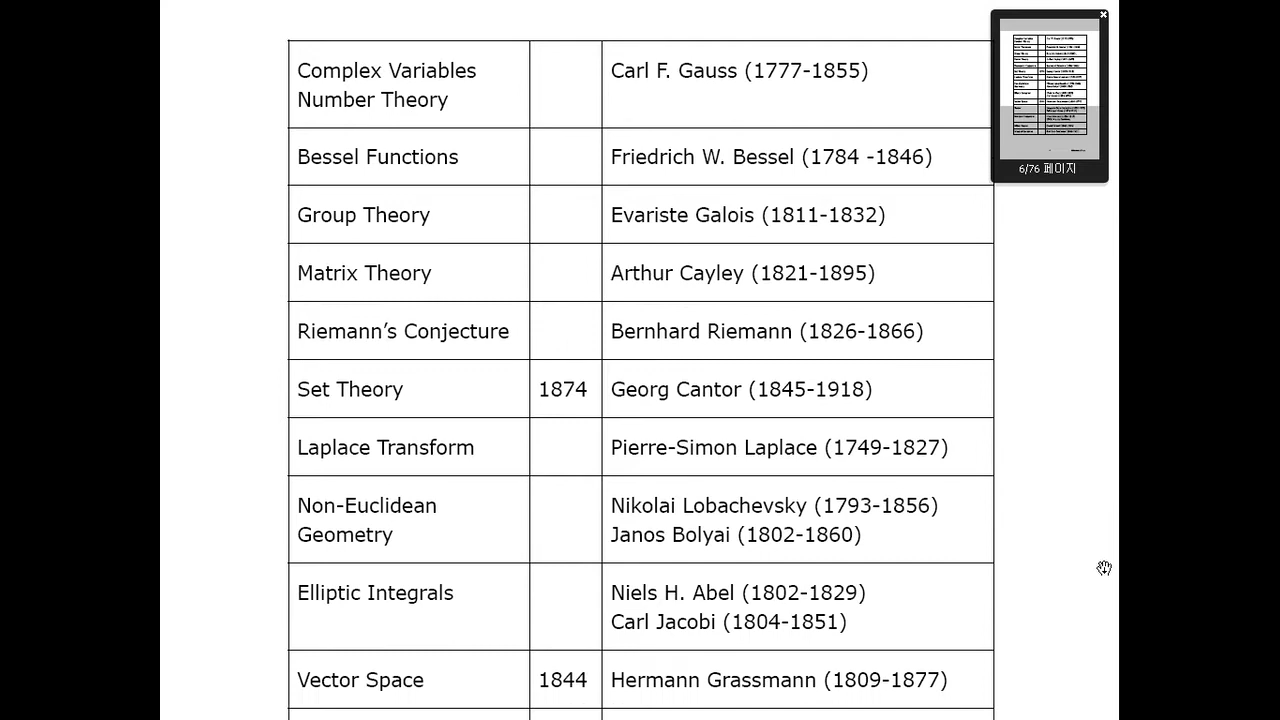 Complex Variables
Number Theory
Carl F. Gauss (1777-1855)
Bessel Functions
Friedrich W. Bessel (1784 -1846)
Group Theory
Evariste Galois (1811-1832)
Matrix Theory
Arthur Cayley (1821-1895)
Riemann’s Conjecture
Bernhard Riemann (1826-1866)
Set Theory
1874
Georg Cantor (1845-1918)
Laplace Transform
Pierre-Simon Laplace (1749-1827)
Non-Euclidean
Geometry
Nikolai Lobachevsky (1793-1856)
Janos Bolyai (1802-1860)
Elliptic Integrals
Niels H. Abel (1802-1829)
Carl Jacobi (1804-1851)
Vector Space
1844
Hermann Grassmann (1809-1877)
6/76 페이지